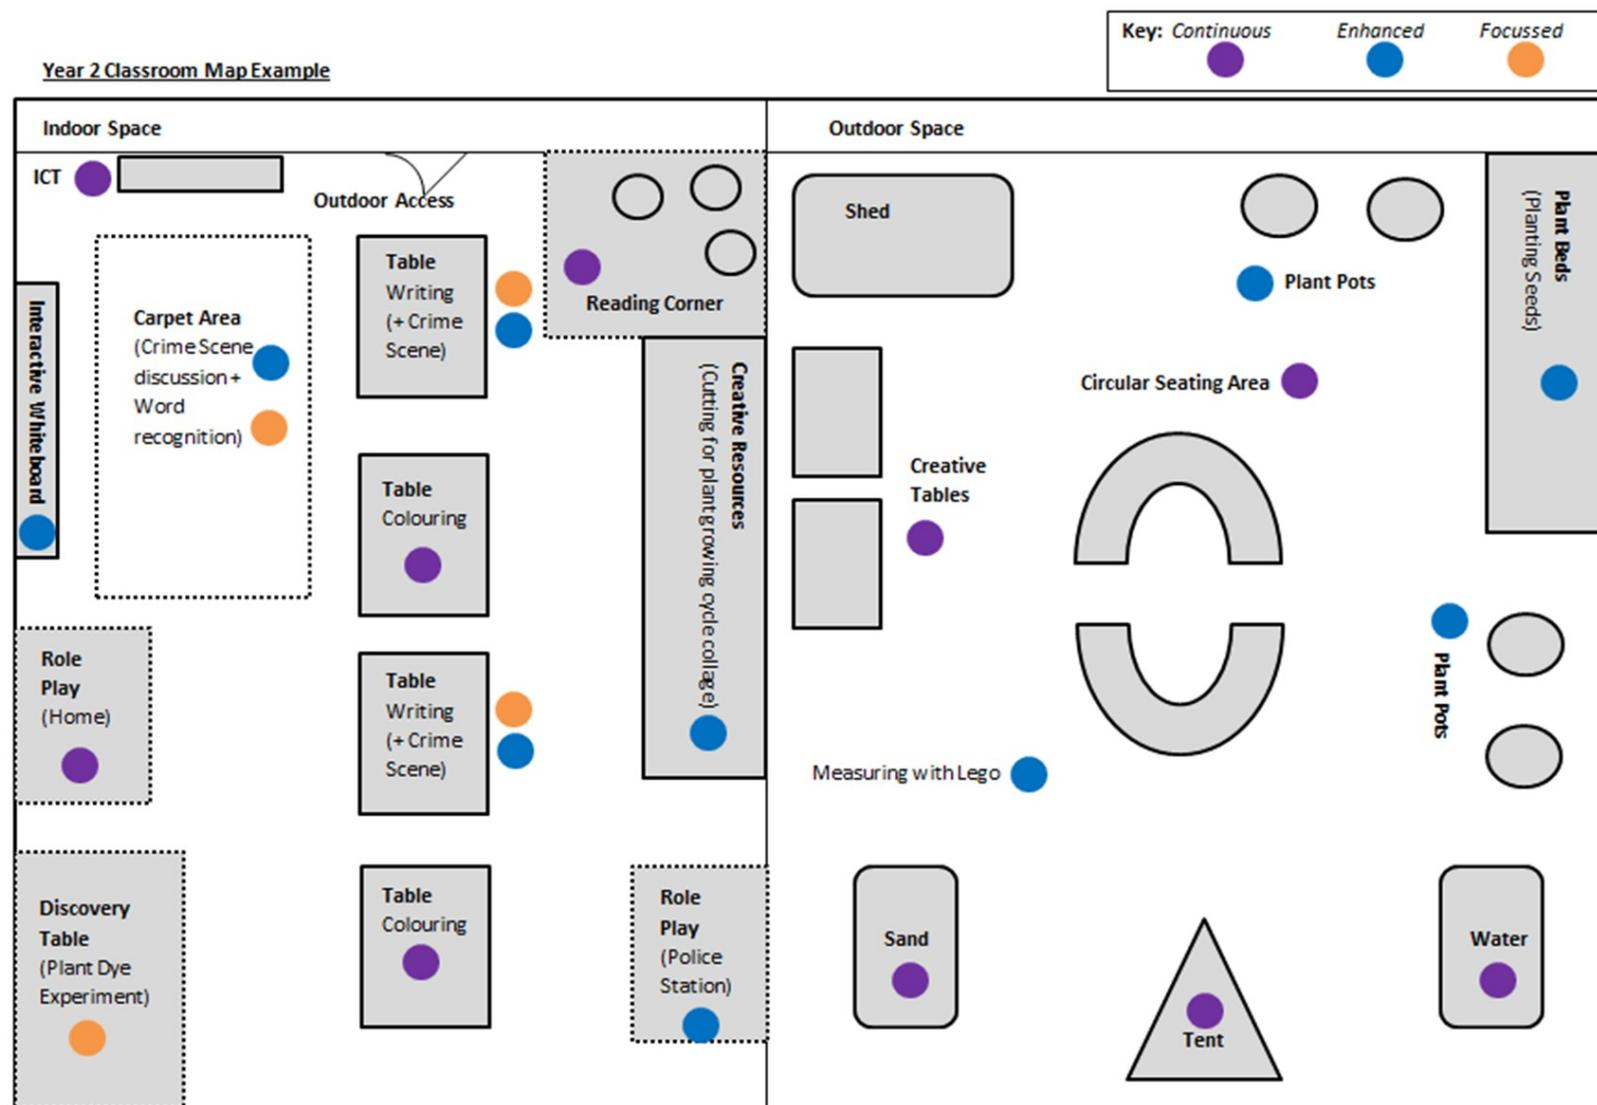 Key: Continuous Enhanced Focussed
Year 2 Classroom Map Example
Indoor Space
Outdoor Space
ICT
Outdoor Access
Interactive Whiteboard
Carpet Area
(Crime Scene
discussion +
Word
recognition)
Table
Writing
(+ Crime
Scene)
Reading Corner
Creative Resources
(Cutting for plant growing cycle collage)
Table
Colouring
Role
Play
(Home)
Table
Writing
(+ Crime
Scene)
Discovery
Table
(Plant Dye
Experiment)
Table
Colouring
Role
Play
(Police
Station)
Shed
Plant Pots
Plant Beds
(Planting Seeds)
Circular Seating Area
Creative
Tables
Plant Pots
Measuring with Lego
Sand
Tent
Water